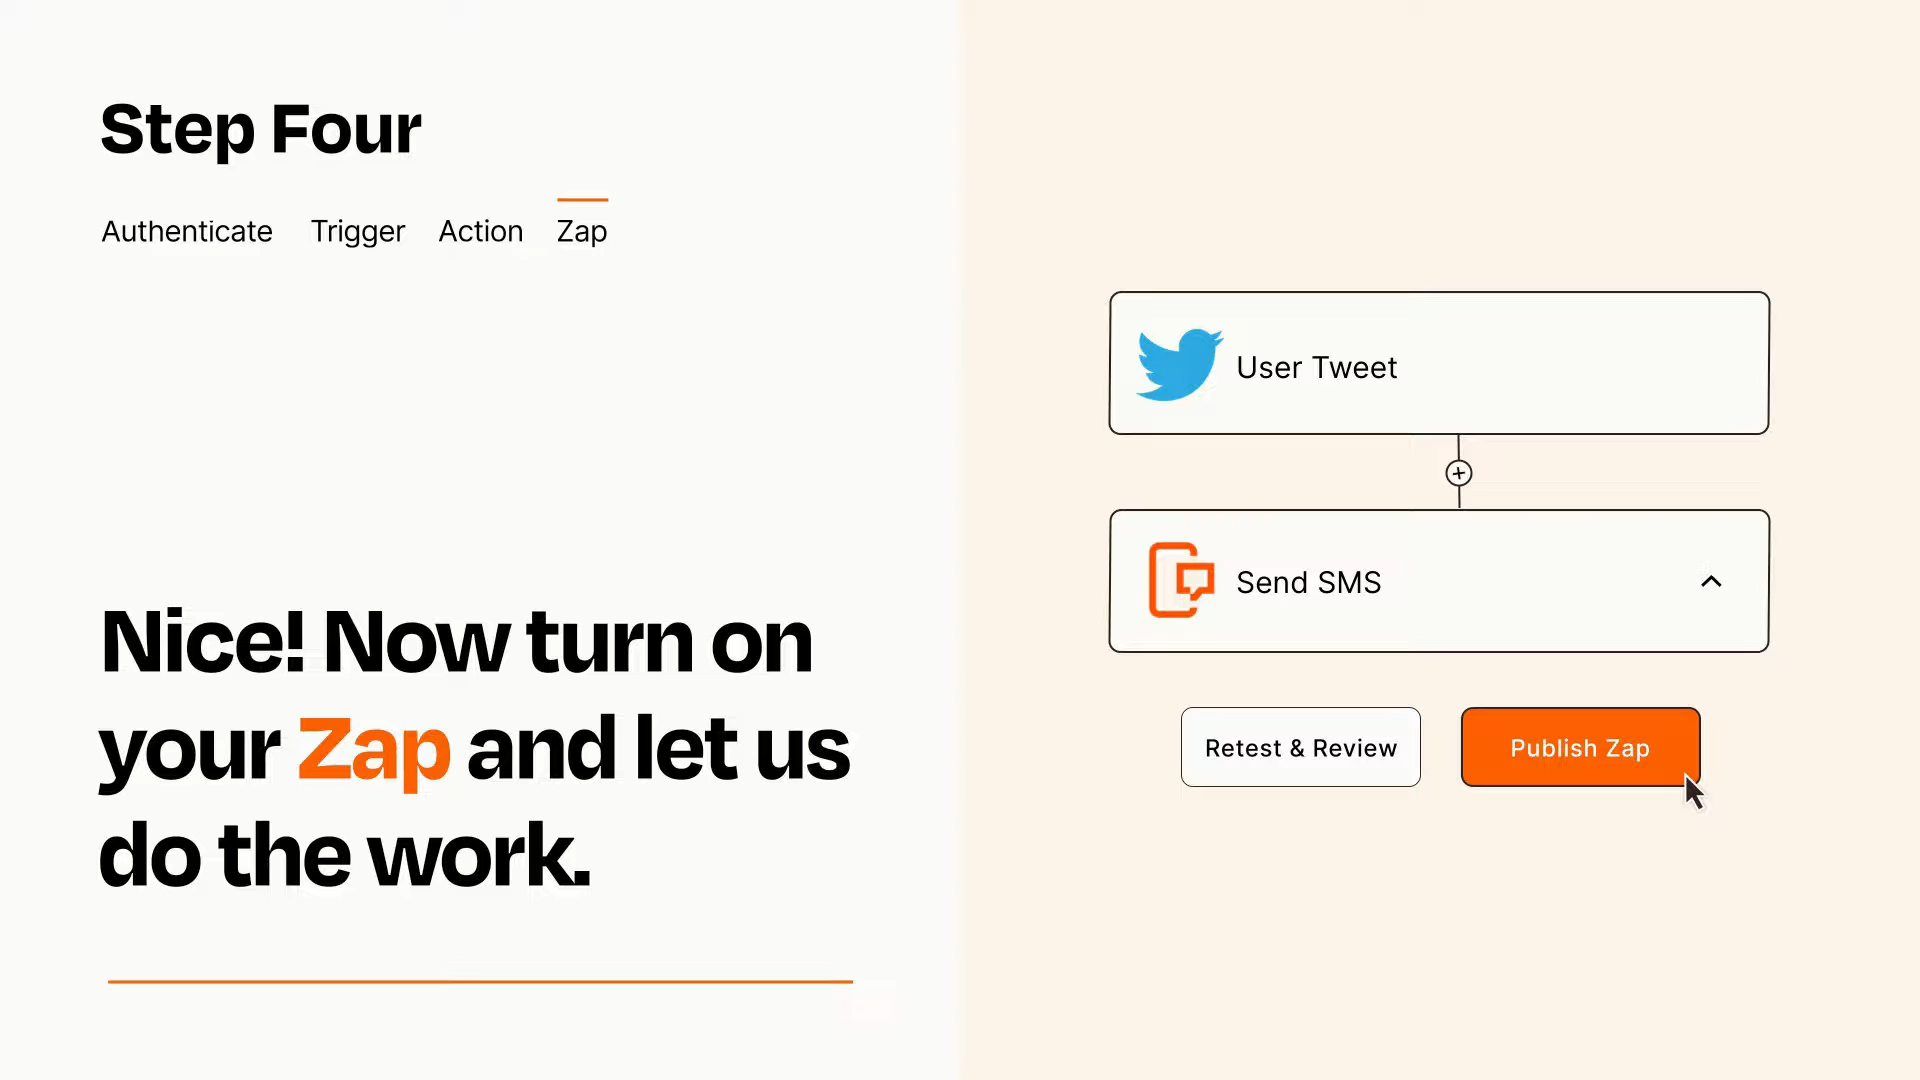 Step Four
Authenticate Trigger Action Zap
Nice! Now turn on
your Zap and let us
do the work.
User Tweet
Send SMS
Retest & Review
Publish Zap